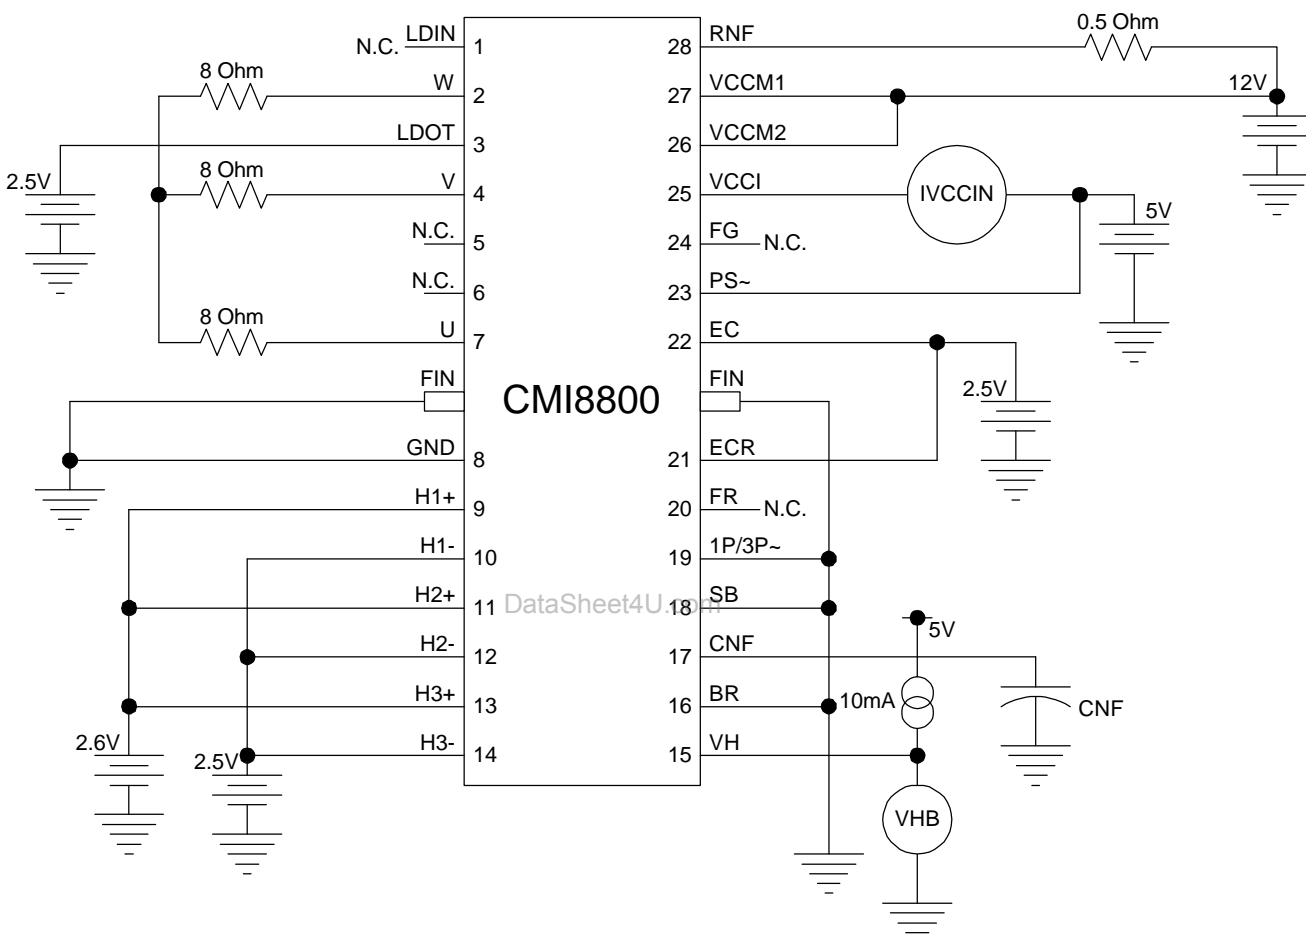 LDIN
N.C.
1
8 Ohm
W
2
LDOT
3
2.5V
8 Ohm
V
4
N.C.
5
N.C.
6
8 Ohm
U
7
FIN
GND
8
H1+
9
H1-
10
H2+
11
H2-
12
H3+
13
H3-
14
2.6V
2.5V
CMI8800
DataSheet4U.com
RNF
28
0.5 Ohm
VCCM1
27
12V
VCCM2
26
VCCI
25
IVCCIN
5V
FG
24
N.C.
PS~
23
EC
22
2.5V
FIN
ECR
21
FR
20
N.C.
1P/3P~
19
SB
18
5V
CNF
17
10mA
BR
16
CNF
VH
15
VHB